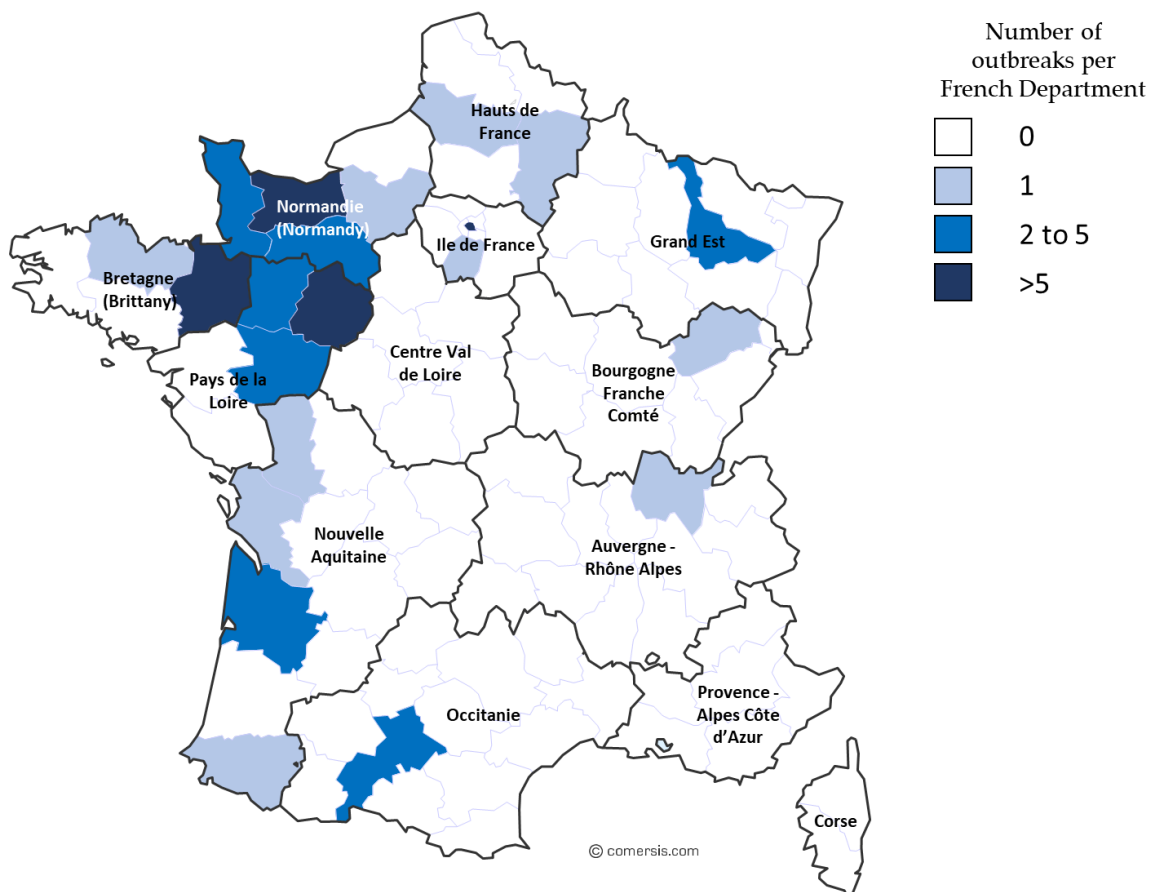 Number of
outbreaks per
French Department
0
1
2 to 5
>5
Hauts de
France
Normandie
(Normandy)
Ile de France
Grand Est
Bretagne
(Brittany)
Centre Val
de Loire
Pays de la
Loire
Bourgogne
Franche
Comté
Nouvelle
Aquitaine
Auvergne -
Rhône Alpes
Occitanie
Provence -
Alpes Côte
d’Azur
Corse
© comersis.com